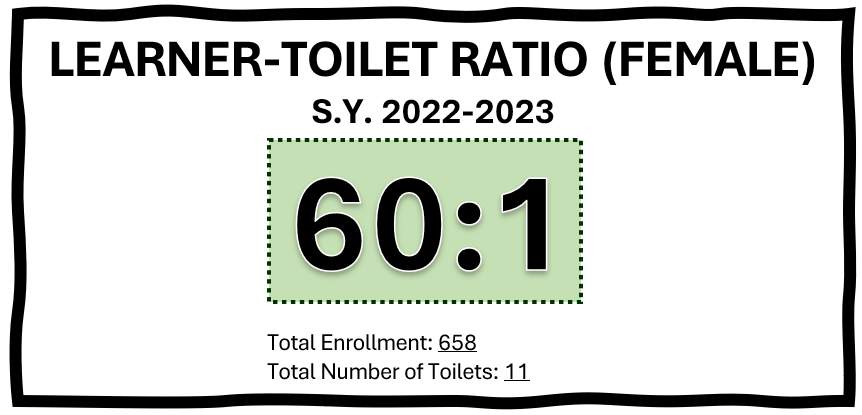 LEARNER-TOILET RATIO (FEMALE)
S.Y. 2022-2023
60:1
Total Enrollment: 658
Total Number of Toilets: 11